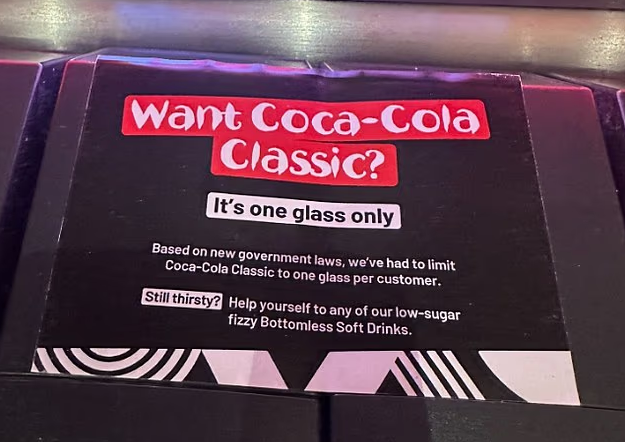 Want Coca-Cola
Classic?
It's one glass only
Based on new government laws, we've had to limit
Coca-Cola Classic to one glass per customer.
Still thirsty? Help yourself to any of our low-sugar
fizzy Bottomless Soft Drinks.